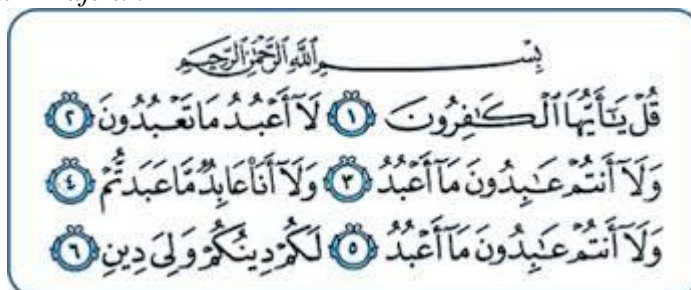 بِسْمِ اللَّهِ الرَّحْمَٰنِ الرَّحِيمِ
قُلْ يَٰٓأَيُّهَا ٱلْكَٰفِرُونَ ١ لَآ أَعْبُدُ مَا تَعْبُدُونَ ٢
وَلَآ أَنتُمْ عَٰبِدُونَ مَآ أَعْبُدُ ٣ وَلَآ أَنَا۠ عَابِدٌ مَّا عَبَدتُّمْ ٤
وَلَآ أَنتُمْ عَٰبِدُونَ مَآ أَعْبُدُ ٥ لَكُمْ دِينُكُمْ وَلِىَ دِينِ ٦